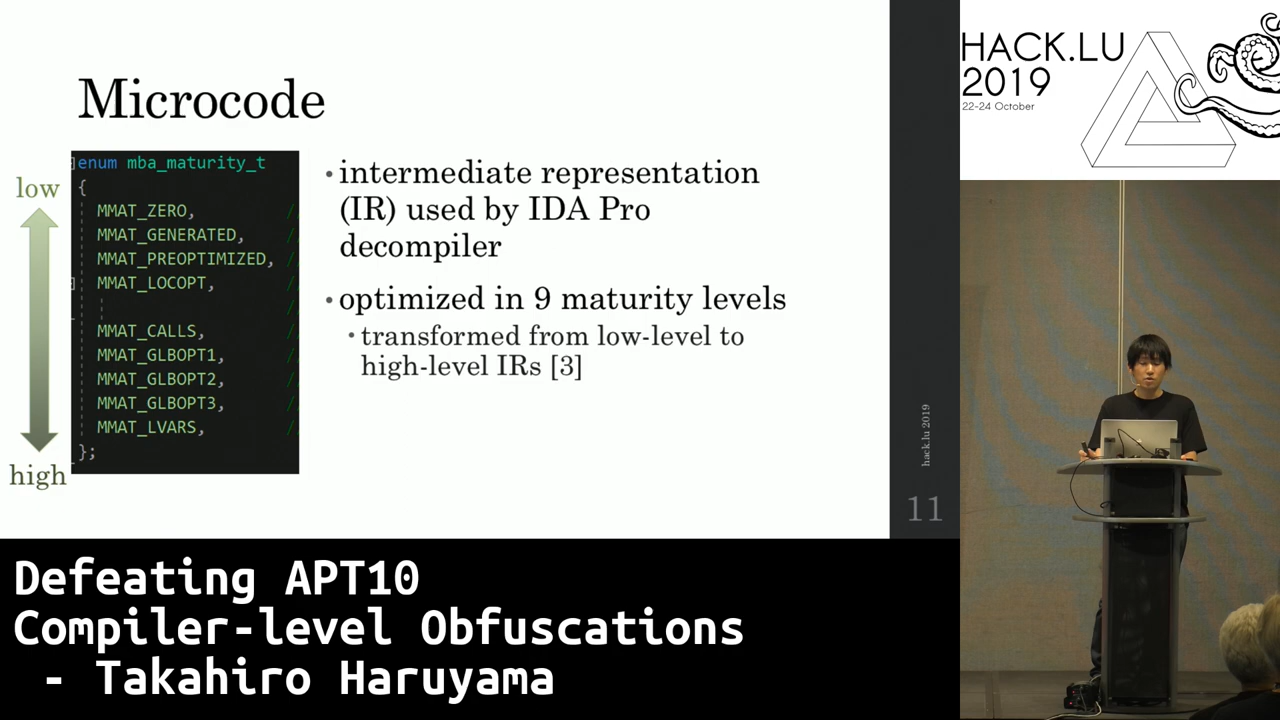 Microcode
low
high
enum mba_maturity_t
{
MMAT_ZERO, /
MMAT_GENERATED, /
MMAT_PREOPTIMIZED, /
MMAT_LOCOPT, /
/
MMAT_CALLS, /
MMAT_GLBOPT1, /
MMAT_GLBOPT2, /
MMAT_GLBOPT3, /
MMAT_LVARS, /
};
• intermediate representation
(IR) used by IDA Pro
decompiler
• optimized in 9 maturity levels
• transformed from low-level to
high-level IRs [3]
hack.lu 2019
11
HACK.LU
2019
22-24 October
Defeating APT10
Compiler-level Obfuscations
- Takahiro Haruyama